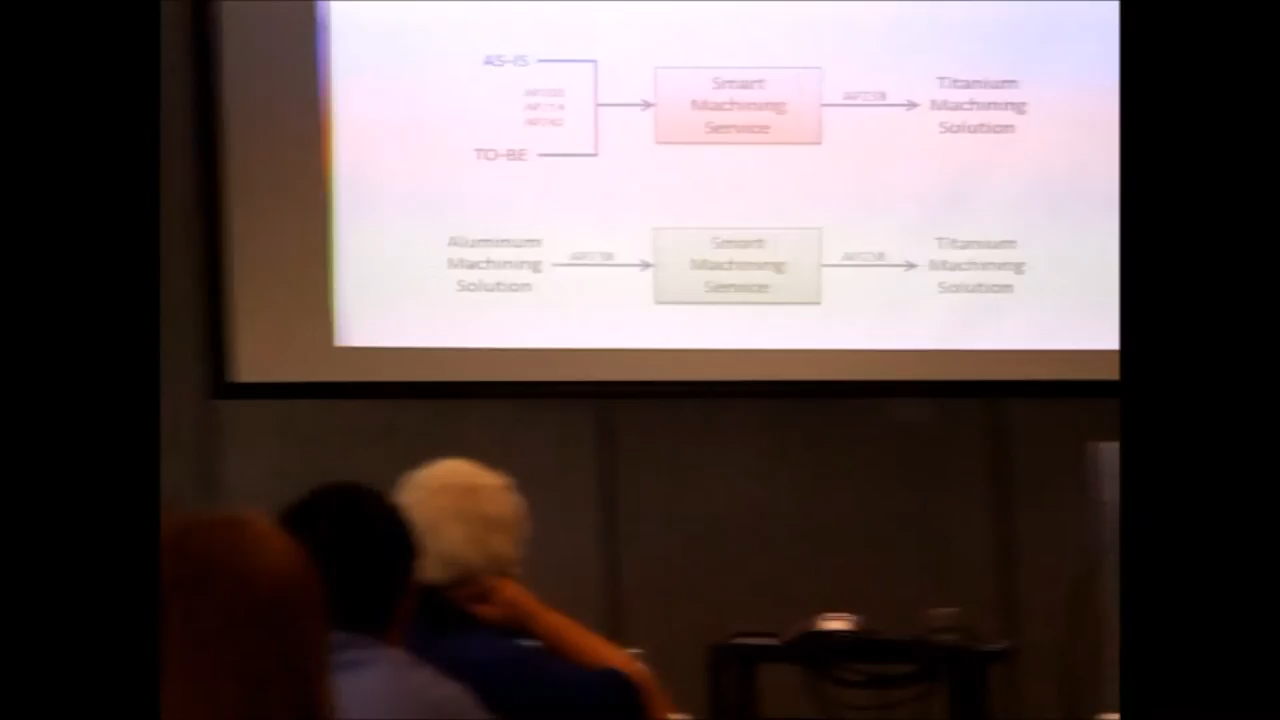 AS-IS
TO-BE
Smart
Machining
Service
Titanium
Machining
Solution
Aluminum
Machining
Solution
Smart
Machining
Service
Titanium
Machining
Solution